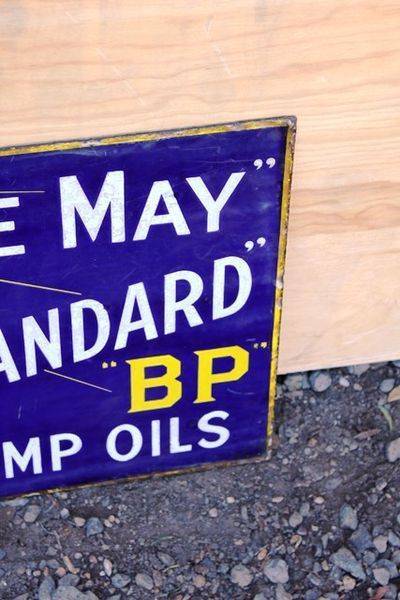 E MAY”
ANDARD”
“BP”
MP OILS